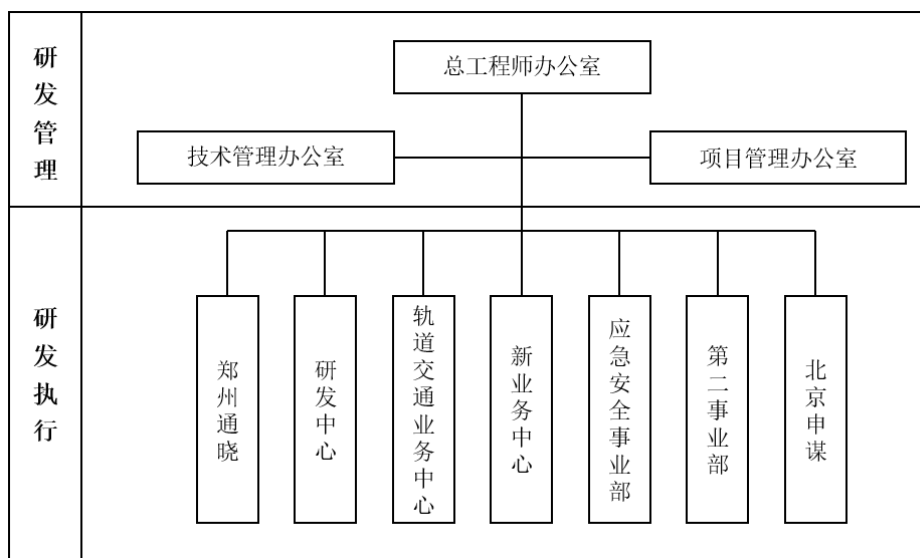 研发管理
总工程师办公室
技术管理办公室
项目管理办公室
研发执行
郑州通晓
研发中心
轨道交通业务中心
新业务中心
应急安全事业部
第二事业部
北京申谋